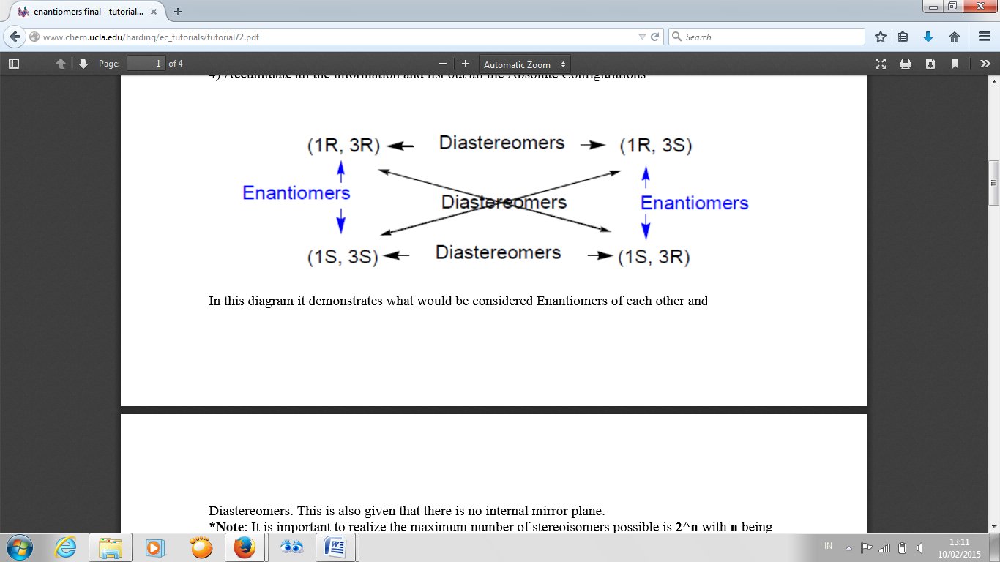 enantiomers final - tutorial...
www.chem.ucla.edu/harding/ec_tutorials/tutorial72.pdf
Search
Page: 1 of 4
Automatic Zoom
4) Accumulate all the information and list out all the Absolute Configurations
(1R, 3R) Diastereomers (1R, 3S)
Enantiomers Diastereomers Enantiomers
(1S, 3S) Diastereomers (1S, 3R)
In this diagram it demonstrates what would be considered Enantiomers of each other and
Diastereomers. This is also given that there is no internal mirror plane.
*Note: It is important to realize the maximum number of stereoisomers possible is 2^n with n being
IN
13:11
10/02/2015